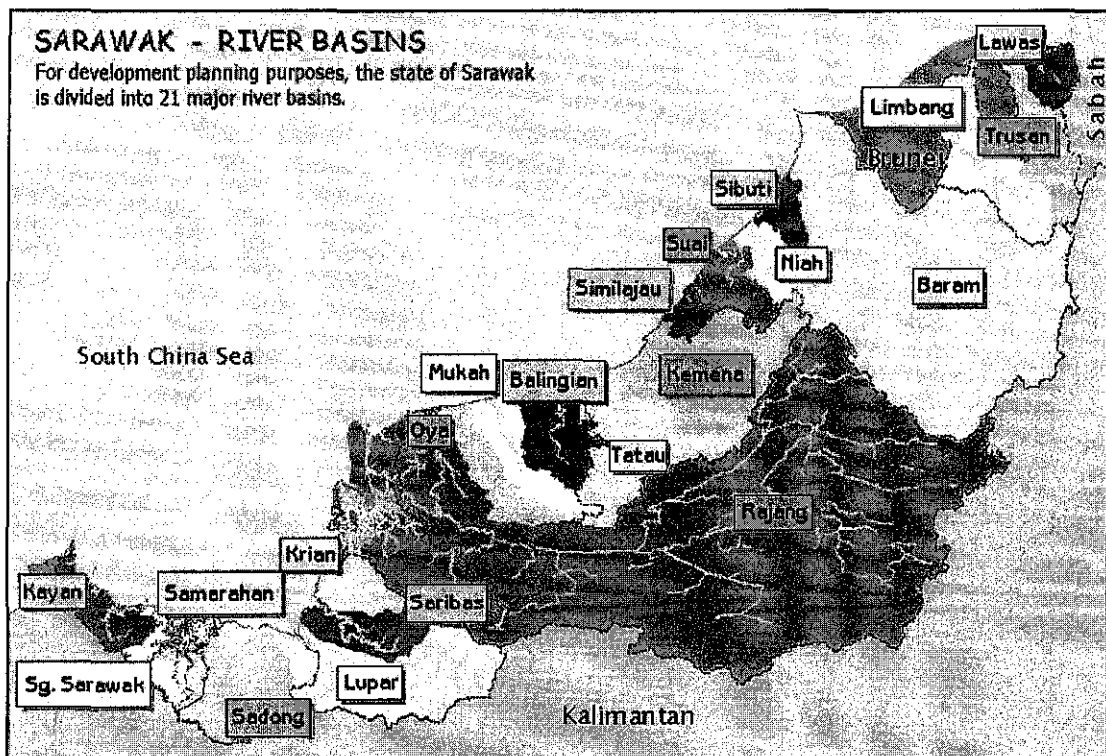 SARAWAK - RIVER BASINS
For development planning purposes, the state of Sarawak
is divided into 21 major river basins.
Lawas
Sabah
Limbang
Trusan
Brunei
Sibuti
Suai
Niah
Similajau
Baram
South China Sea
Mukah
Balingian
Kemena
Oya
Tatau
Rajang
Krian
Kayan
Samarahan
Saribas
Sg. Sarawak
Lupar
Sadong
Kalimantan